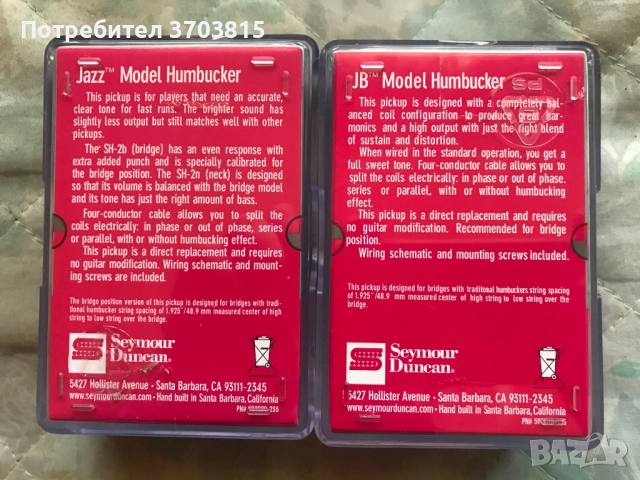 Потребител 3703815
Jazz™ Model Humbucker
This pickup is for players that need an accurate,
clear tone for fast runs. The brighter sound has
slightly less output but still matches well with other
pickups.
The SH-2b (bridge) has an even response with
extra added punch and is specially calibrated for
the bridge position. The SH-2n (neck) is designed
so that its volume is balanced with the bridge model
and its tone has just the right amount of bass.
Four-conductor cable allows you to split the
coils electrically: in phase or out of phase, series
or parallel, with or without humbucking effect.
This pickup is a direct replacement and requires
no guitar modification. Wiring schematic and mount-
ing screws are included.
The bridge position version of this pickup is designed for bridges with tradi-
tional humbucker string spacing of 1.925"/48.9 mm measured center of
high string to low string over the bridge.
Seymour
Duncan®
5427 Hollister Avenue • Santa Barbara, CA 93111-2345
www.seymourduncan.com • Hand built in Santa Barbara, California
PN#
JB™ Model Humbucker
This pickup is designed with a completely bal-
anced coil configuration to produce great har-
monics and a high output with just the right blend
of sustain and distortion.
When wired in the standard operation, you get a
full sweet tone. Four-conductor cable allows you to
split the coils electrically: in phase or out of phase,
series or parallel, with or without humbucking
effect.
This pickup is a direct replacement and requires
no guitar modification. Recommended for bridge
position.
Wiring schematic and mounting screws included.
This pickup is designed for bridges with traditonal humbuckers string spacing
of 1.925"/48.9 mm measured center of high string to low string over the
bridge.
Seymour
Duncan®
5427 Hollister Avenue • Santa Barbara, CA 93111-2345
www.seymourduncan.com • Hand built in Santa Barbara, California
PN#
BAZAR